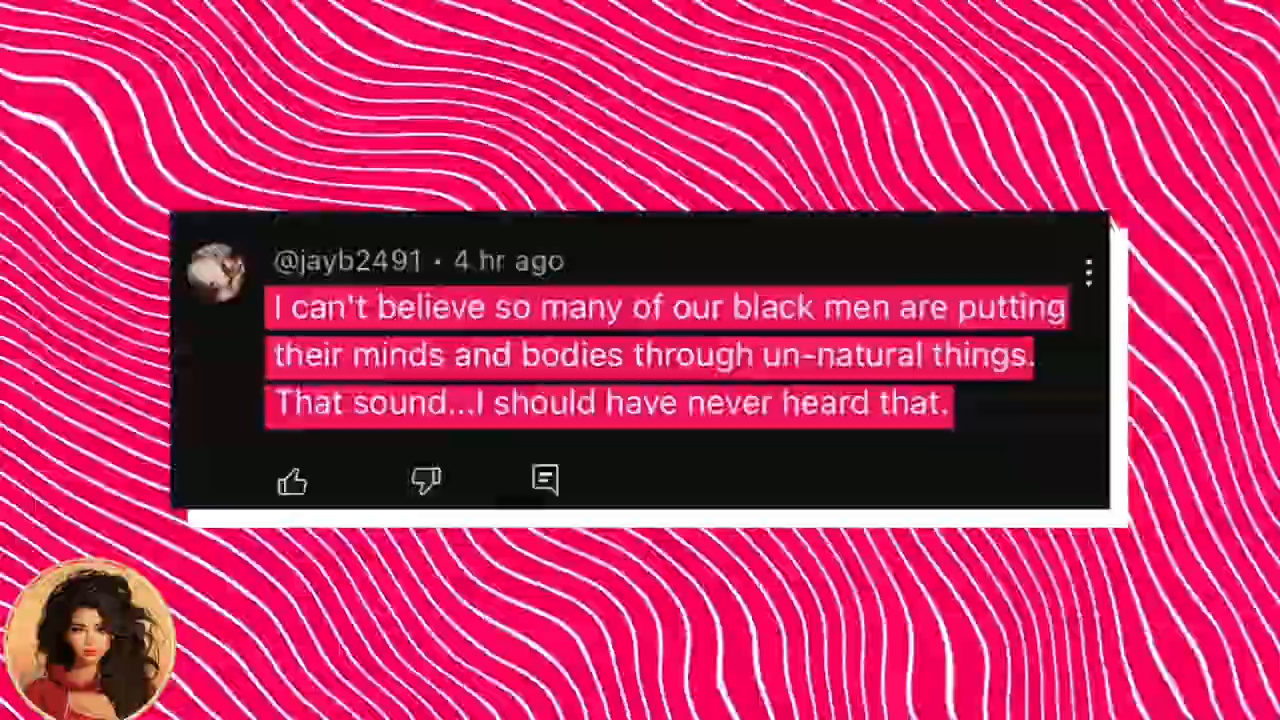 @jayb2491 · 4 hr ago
I can't believe so many of our black men are putting
their minds and bodies through un-natural things.
That sound...I should have never heard that.